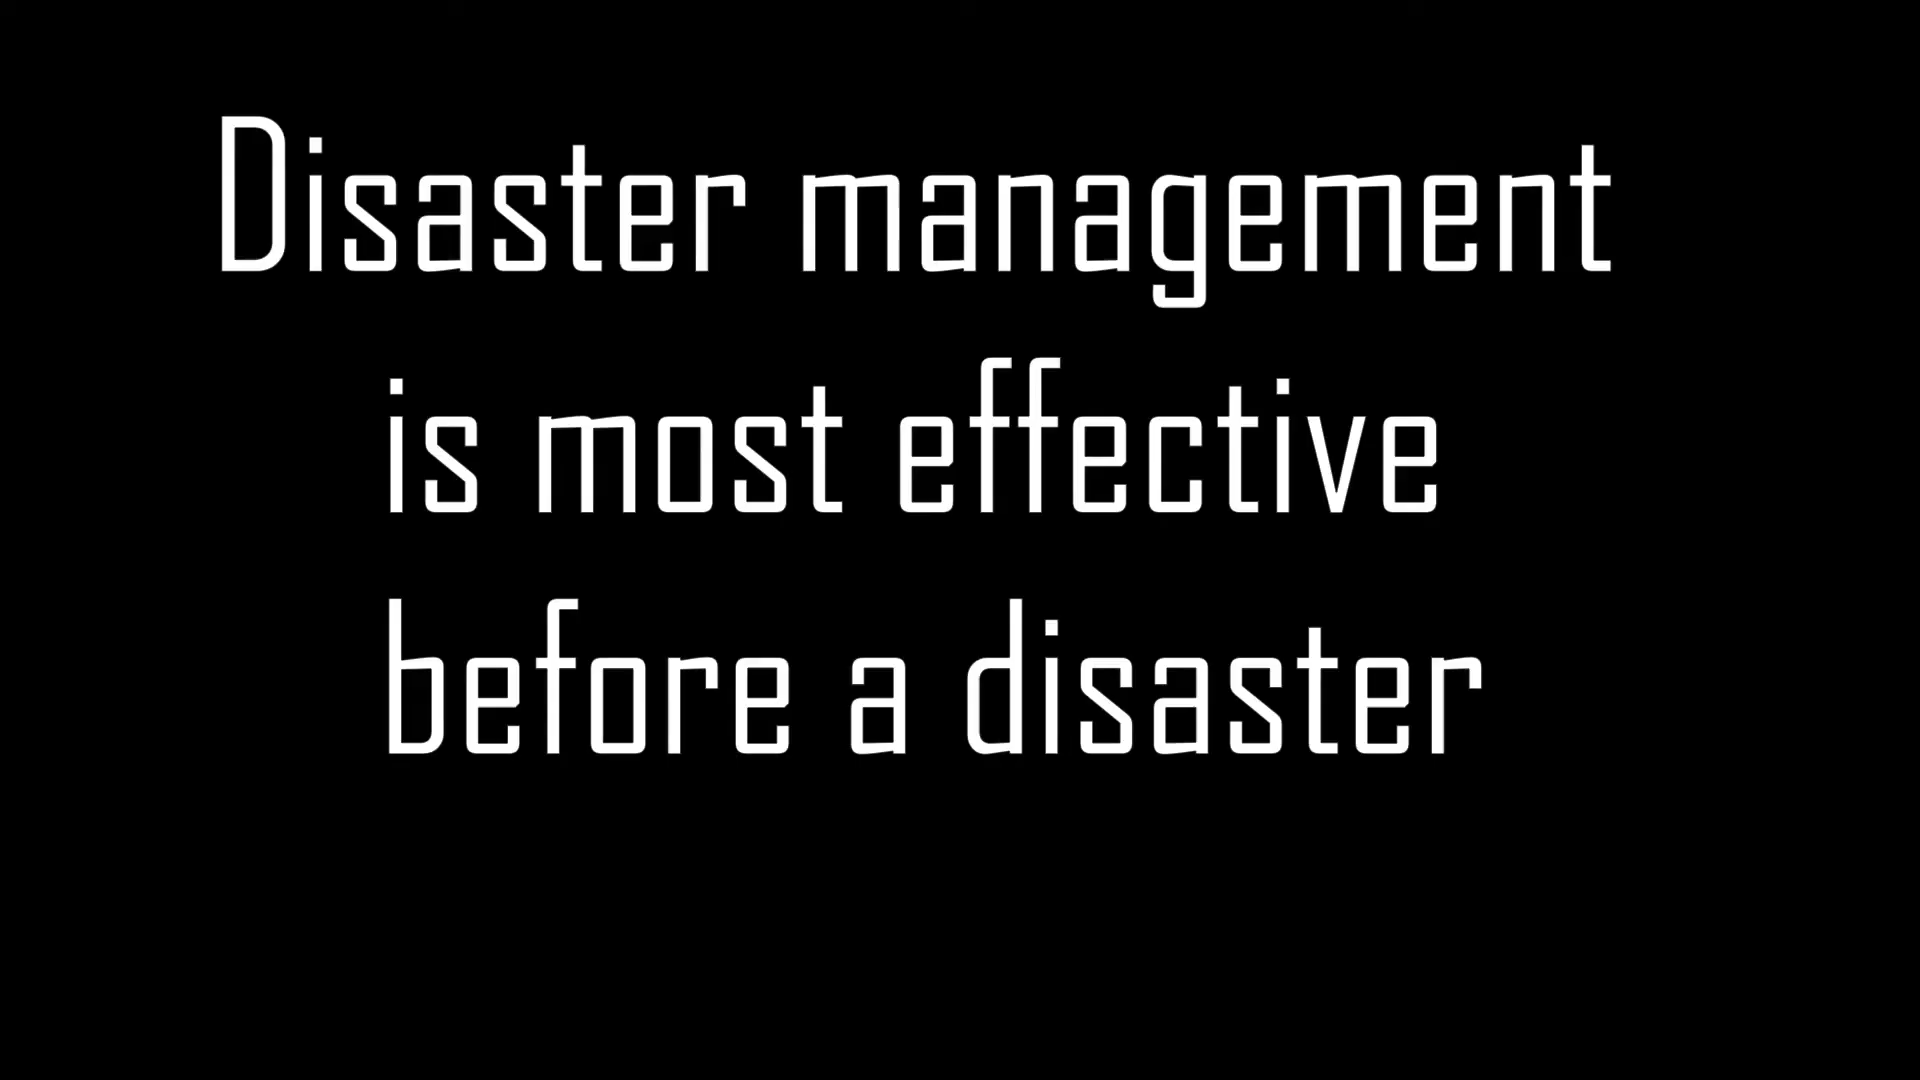 Disaster management
is most effective
before a disaster